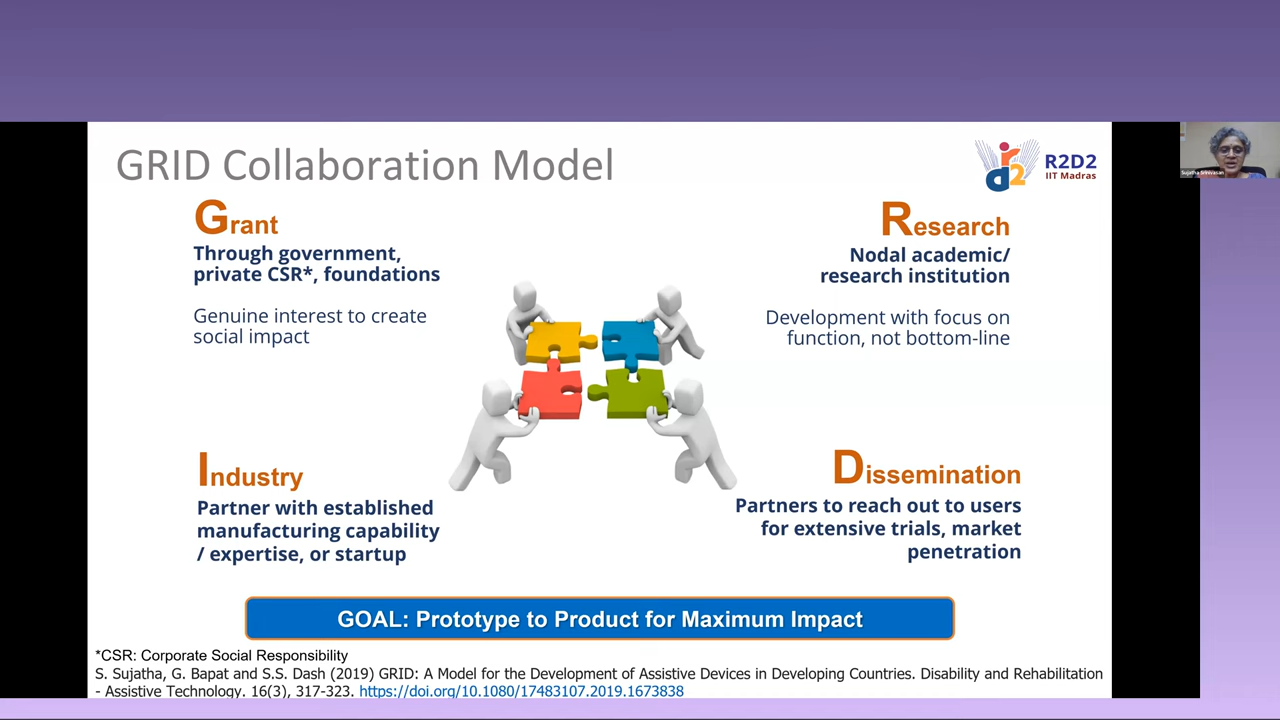 GRID Collaboration Model
R2D2
IIT Madras
Sujatha Srinivasan
Grant
Through government,
private CSR*, foundations
Genuine interest to create
social impact
Research
Nodal academic/
research institution
Development with focus on
function, not bottom-line
Industry
Partner with established
manufacturing capability
/ expertise, or startup
Dissemination
Partners to reach out to users
for extensive trials, market
penetration
GOAL: Prototype to Product for Maximum Impact
*CSR: Corporate Social Responsibility
S. Sujatha, G. Bapat and S.S. Dash (2019) GRID: A Model for the Development of Assistive Devices in Developing Countries. Disability and Rehabilitation
- Assistive Technology. 16(3), 317-323. https://doi.org/10.1080/17483107.2019.1673838